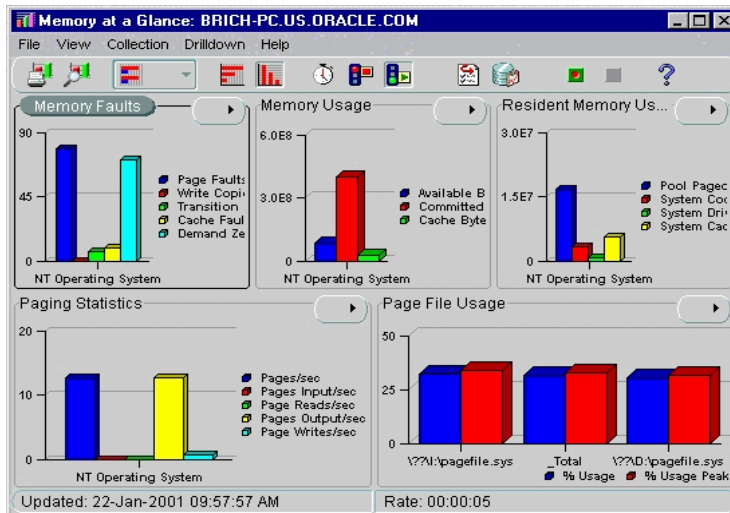 Memory at a Glance: BRICH-PC.US.ORACLE.COM
File View Collection Drilldown Help
Memory Faults
90
45
0
Page Faults
Write Copi
Transition
Cache Faul
Demand Ze
NT Operating System
Memory Usage
6.0E8
3.0E8
0
Available B
Committed
Cache Byte
NT Operating System
Resident Memory Us...
3.0E7
1.5E7
0
Pool Paged
System Coc
System Dri
System Cac
NT Operating System
Paging Statistics
20
10
0
Pages/sec
Pages Input/sec
Page Reads/sec
Pages Output/sec
Page Writes/sec
NT Operating System
Page File Usage
50
25
0
\??\I:\pagefile.sys _Total \??\D:\pagefile.sys
% Usage % Usage Peak
Updated: 22-Jan-2001 09:57:57 AM
Rate: 00:00:05